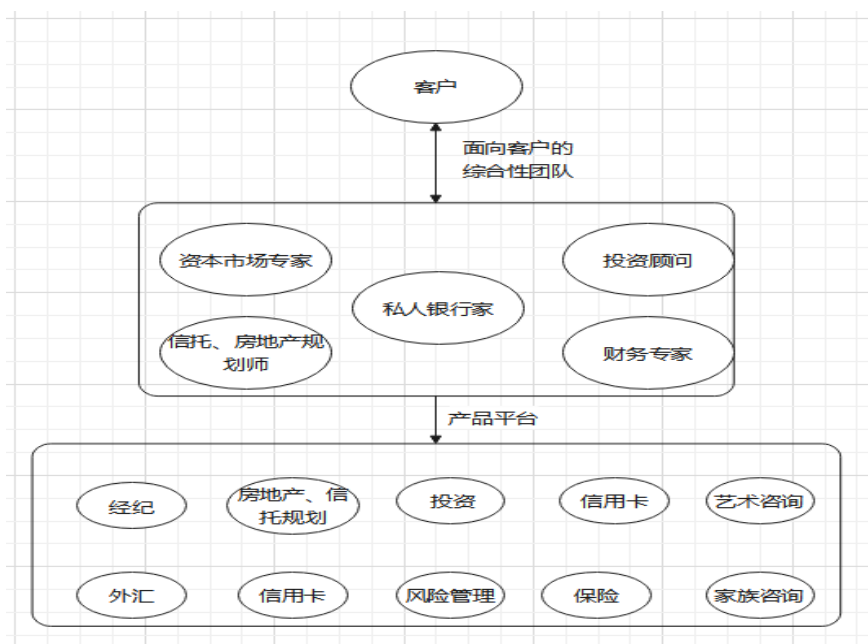 客户
面向客户的
综合性团队
资本市场专家
投资顾问
私人银行家
信托、房地产规
划师
财务专家
产品平台
经纪
房地产、信
托规划
投资
信用卡
艺术咨询
外汇
信用卡
风险管理
保险
家族咨询